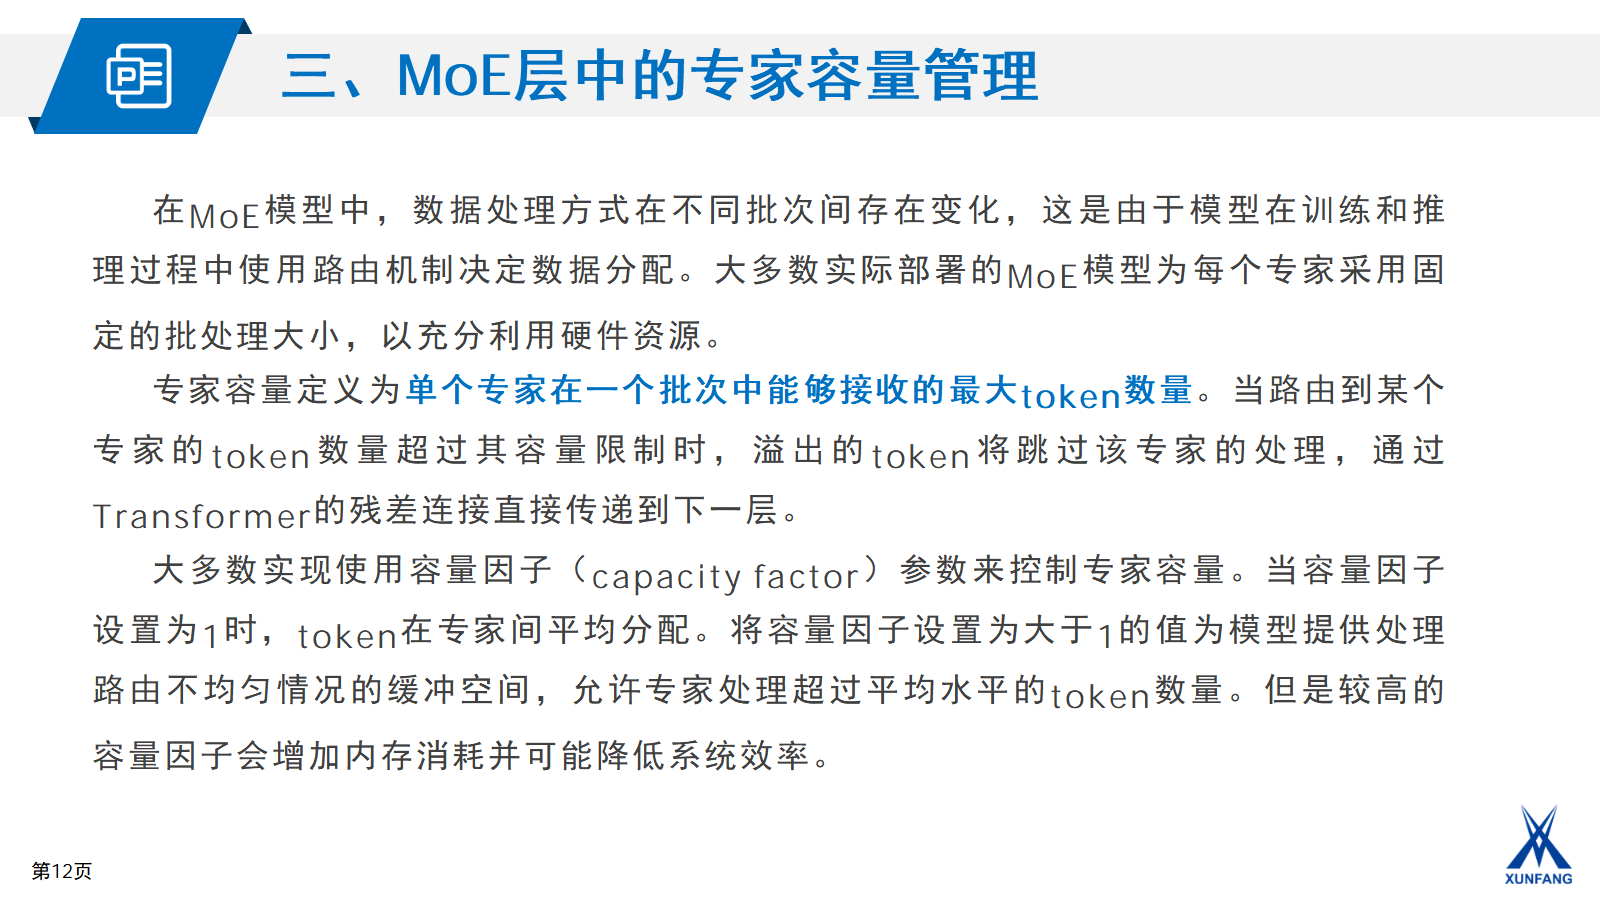 三、MoE层中的专家容量管理
在MoE模型中，数据处理方式在不同批次间存在变化，这是由于模型在训练和推
理过程中使用路由机制决定数据分配。大多数实际部署的MoE模型为每个专家采用固
定的批处理大小，以充分利用硬件资源。
专家容量定义为单个专家在一个批次中能够接收的最大token数量。当路由到某个
专家的token数量超过其容量限制时，溢出的token将跳过该专家的处理，通过
Transformer的残差连接直接传递到下一层。
大多数实现使用容量因子（capacity factor）参数来控制专家容量。当容量因子
设置为1时，token在专家间平均分配。将容量因子设置为大于1的值为模型提供处理
路由不均匀情况的缓冲空间，允许专家处理超过平均水平的token数量。但是较高的
容量因子会增加内存消耗并可能降低系统效率。
第12页
XUNFANG